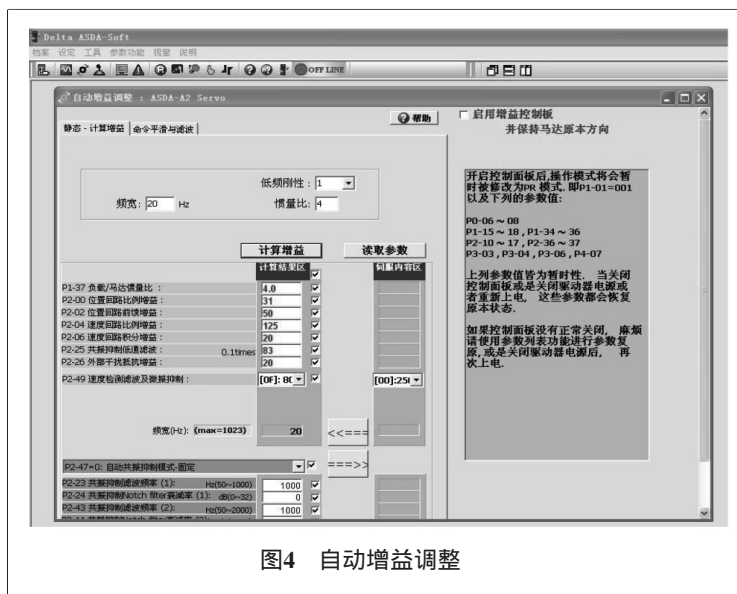 Delta ASDA-Soft
档案 设定 工具 参数功能 视窗 说明
OFF LINE
自动增益调整 : ASDA-A2 Servo
帮助
静态 - 计算增益 命令平滑与滤波
低频刚性 : 1
频宽: 20 Hz 惯量比: 4
计算增益 读取参数
计算结果区 伺服内容区
P1-37 负载/马达惯量比 : 4.0
P2-00 位置回路比例增益 : 31
P2-02 位置回路前馈增益 : 50
P2-04 速度回路比例增益 : 125
P2-06 速度回路积分增益 : 20
P2-25 共振抑制低通滤波 : 0.1times 83
P2-26 外部干扰抵抗增益 : 20
P2-49 速度检测滤波及微振抑制 : [0F]: 80 [00]:250
频宽(Hz): (max=1023) 20 <<===
===>>
P2-47=0: 自动共振抑制模式-固定
P2-23 共振抑制滤波频率 (1): Hz(50~1000) 1000
P2-24 共振抑制Notch filter衰减率 (1): dB(0~32) 0
P2-43 共振抑制滤波频率 (2): Hz(50~2000) 1000
启用增益控制板
并保持马达原本方向
开启控制面板后,操作模式将会暂
时被修改为PR 模式. 即P1-01=001
以及下列的参数值:
P0-06 ~ 08
P1-15 ~ 18 , P1-34 ~ 36
P2-10 ~ 17 , P2-36 ~ 37
P3-03 , P3-04 , P3-06 , P4-07
上列参数值皆为暂时性. 当关闭
控制面板或是关闭驱动器电源或
者重新上电, 这些参数都会恢复
原本状态.
如果控制面板没有正常关闭, 麻烦
请使用参数列表功能进行参数复
原,或是关闭驱动器电源后, 再
次上电.
图4 自动增益调整